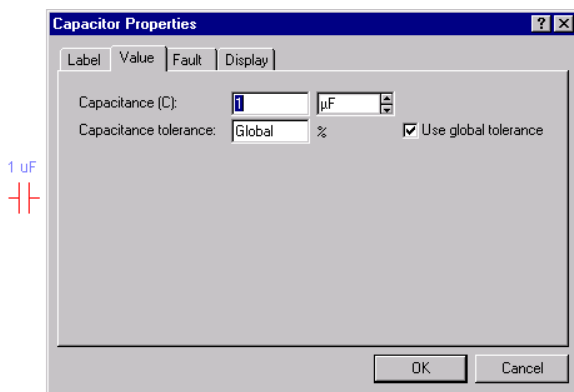 Capacitor Properties
Label Value Fault Display
Capacitance (C): 1 µF
Capacitance tolerance: Global % Use global tolerance
1 uF
OK Cancel